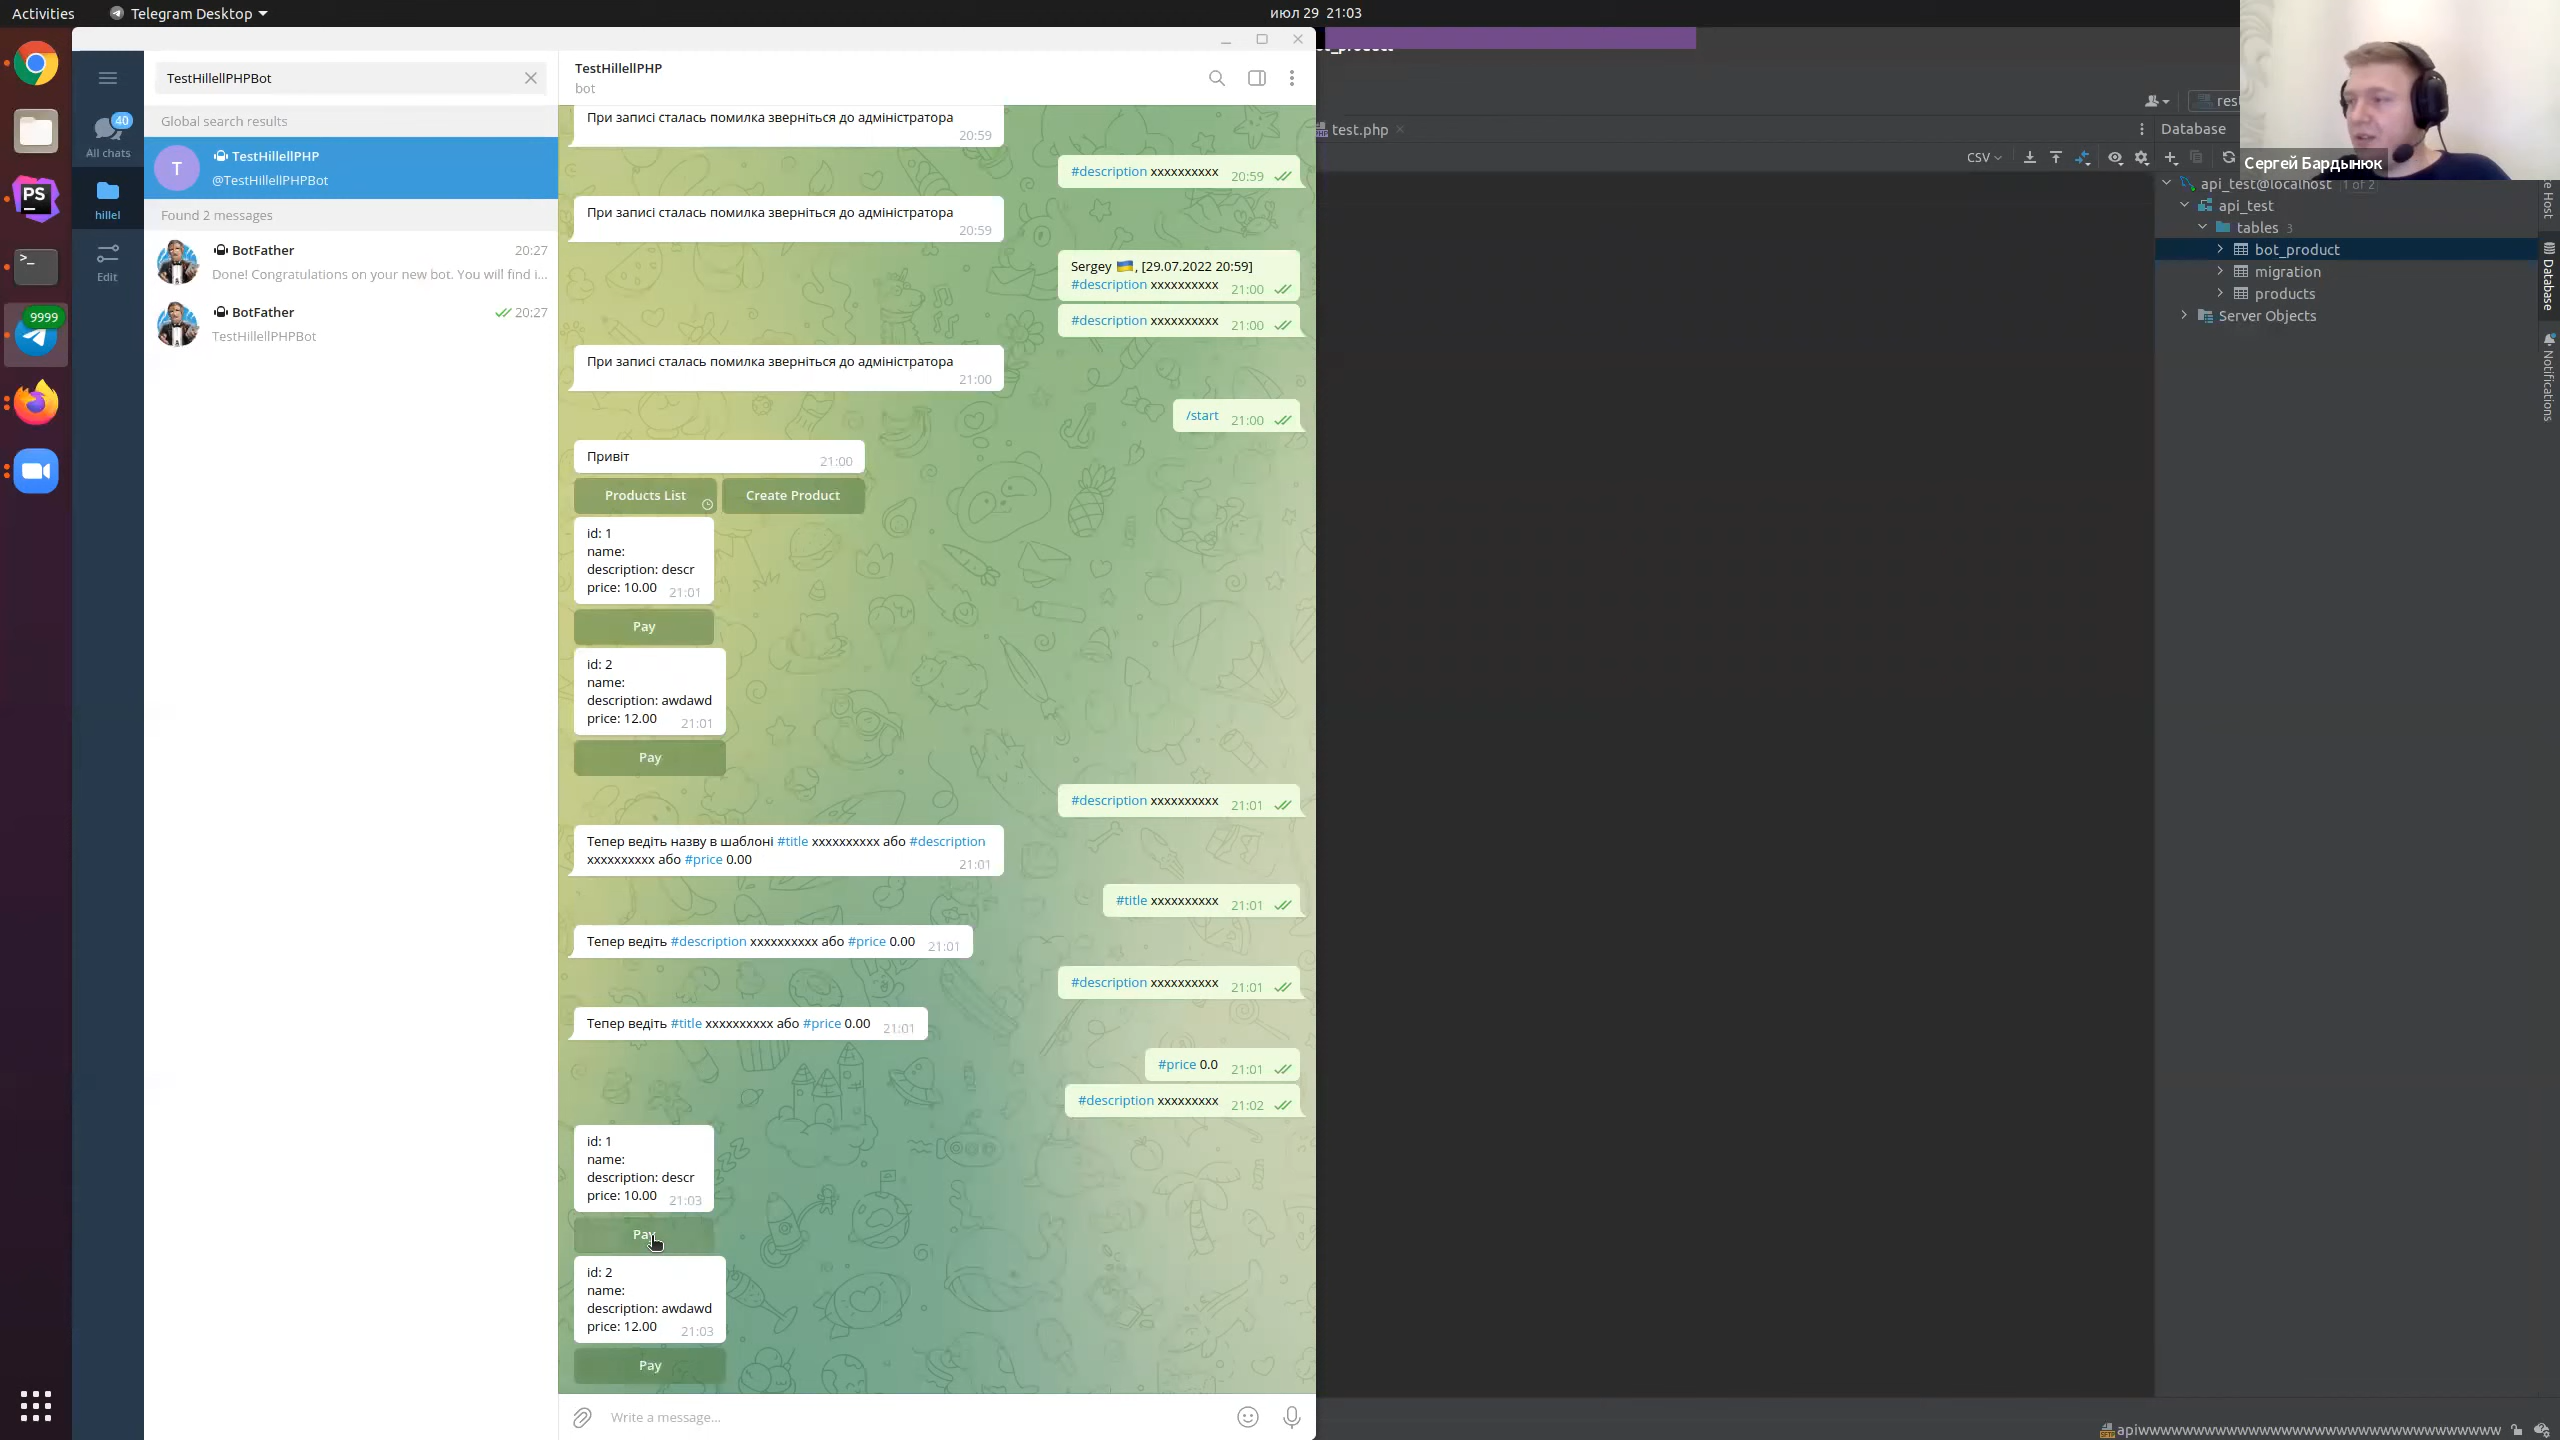 Activities
Telegram Desktop
июл 29 21:03
TestHillellPHPBot
Global search results
TestHillellPHP
@TestHillellPHPBot
Found 2 messages
BotFather
20:27
Done! Congratulations on your new bot. You will find i...
BotFather
20:27
TestHillellPHPBot
40
All chats
hillel
Edit
PS
9999
T
TestHillellPHP
bot
При записі сталась помилка зверніться до адміністратора
20:59
#description xxxxxxxxxx 20:59
При записі сталась помилка зверніться до адміністратора
20:59
Sergey 🇺🇦, [29.07.2022 20:59]
#description xxxxxxxxxx 21:00
#description xxxxxxxxxx 21:00
При записі сталась помилка зверніться до адміністратора
21:00
/start 21:00
Привіт 21:00
Products List
Create Product
id: 1
name:
description: descr
price: 10.00 21:01
Pay
id: 2
name:
description: awdawd
price: 12.00 21:01
Pay
#description xxxxxxxxxx 21:01
Тепер ведіть назву в шаблоні #title xxxxxxxxxx або #description
xxxxxxxxxx або #price 0.00 21:01
#title xxxxxxxxxx 21:01
Тепер ведіть #description xxxxxxxxxx або #price 0.00 21:01
#description xxxxxxxxxx 21:01
Тепер ведіть #title xxxxxxxxxx або #price 0.00 21:01
#price 0.0 21:01
#description xxxxxxxxx 21:02
id: 1
name:
description: descr
price: 10.00 21:03
Pay
id: 2
name:
description: awdawd
price: 12.00 21:03
Pay
Write a message...
test.php
CSV
Database
Сергей Бардынюк
api_test@localhost 1 of 2
api_test
tables 3
bot_product
migration
products
Server Objects
Host
Database
Notifications